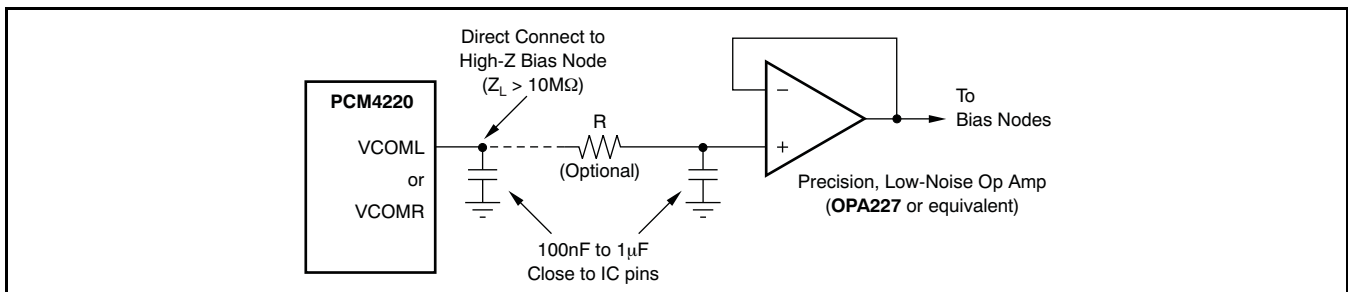 Direct Connect to
High-Z Bias Node
(ZL > 10MΩ)
PCM4220
VCOML
or
VCOMR
R
(Optional)
100nF to 1μF
Close to IC pins
−
+
To
Bias Nodes
Precision, Low-Noise Op Amp
(OPA227 or equivalent)